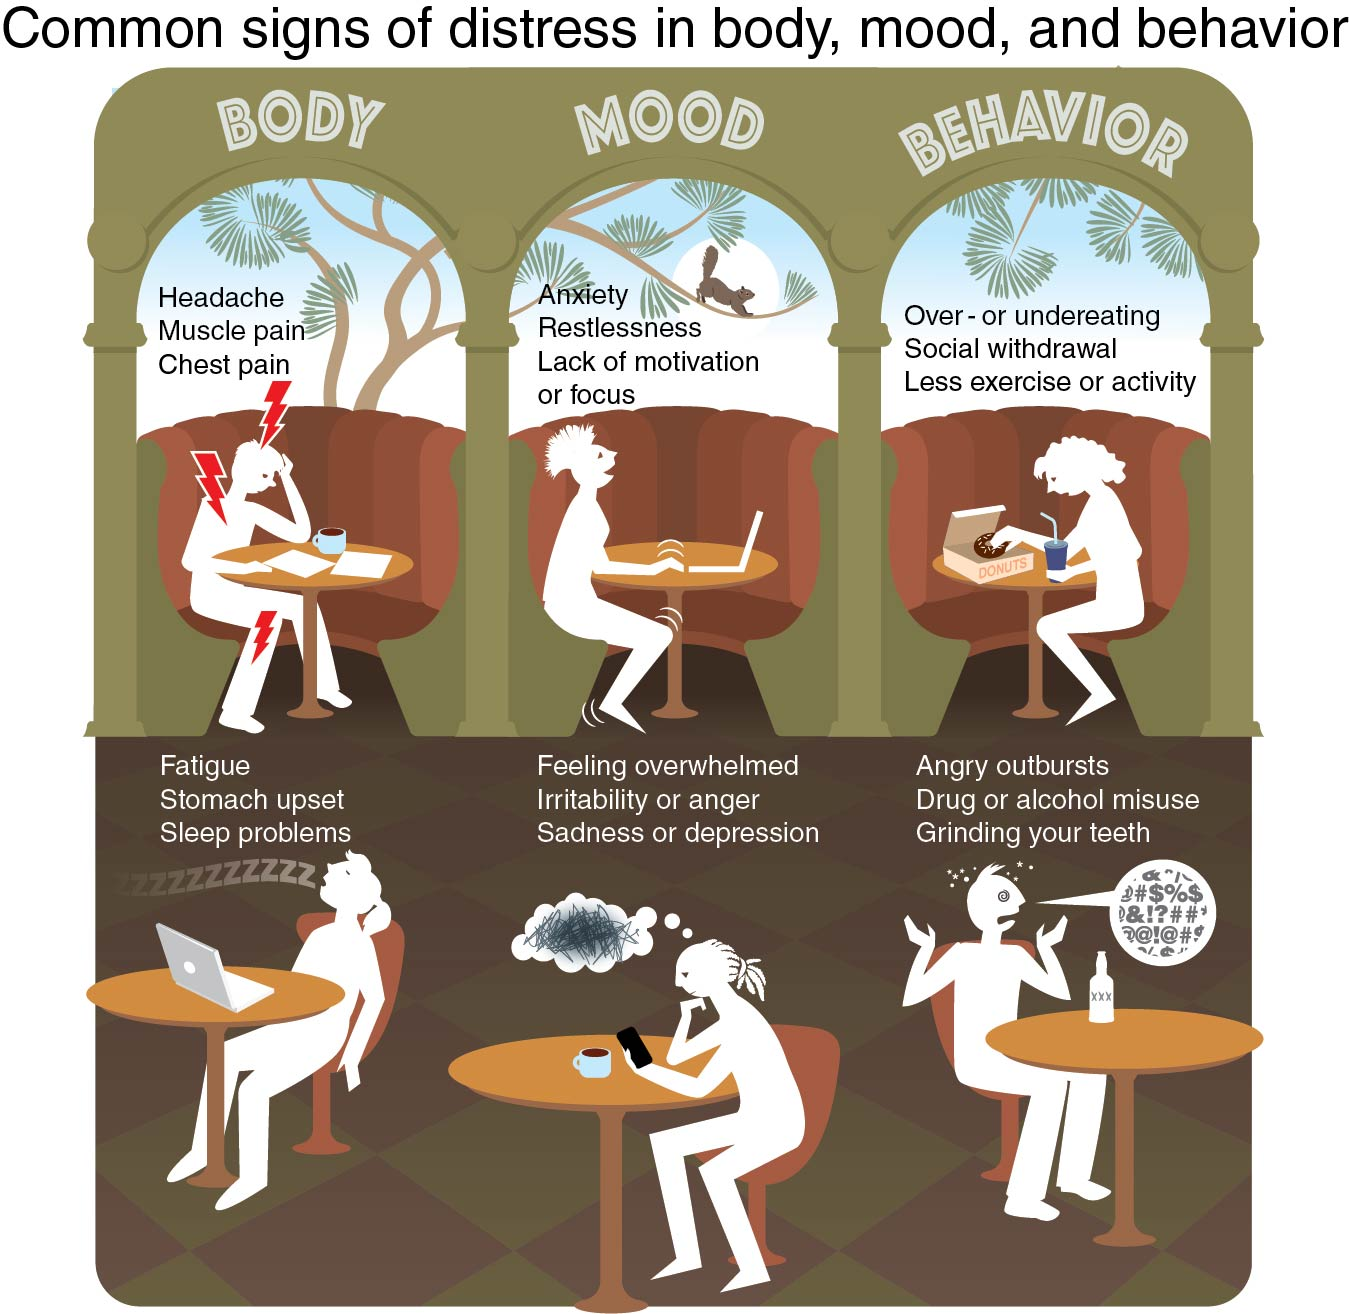 Common signs of distress in body, mood, and behavior
BODY
Headache
Muscle pain
Chest pain
MOOD
Anxiety
Restlessness
Lack of motivation
or focus
BEHAVIOR
Over - or undereating
Social withdrawal
Less exercise or activity
DONUTS
Fatigue
Stomach upset
Sleep problems
ZZZZZZZZZZZZ
Feeling overwhelmed
Irritability or anger
Sadness or depression
Angry outbursts
Drug or alcohol misuse
Grinding your teeth
@#$%$
&!?##
@@!@#$
XXX